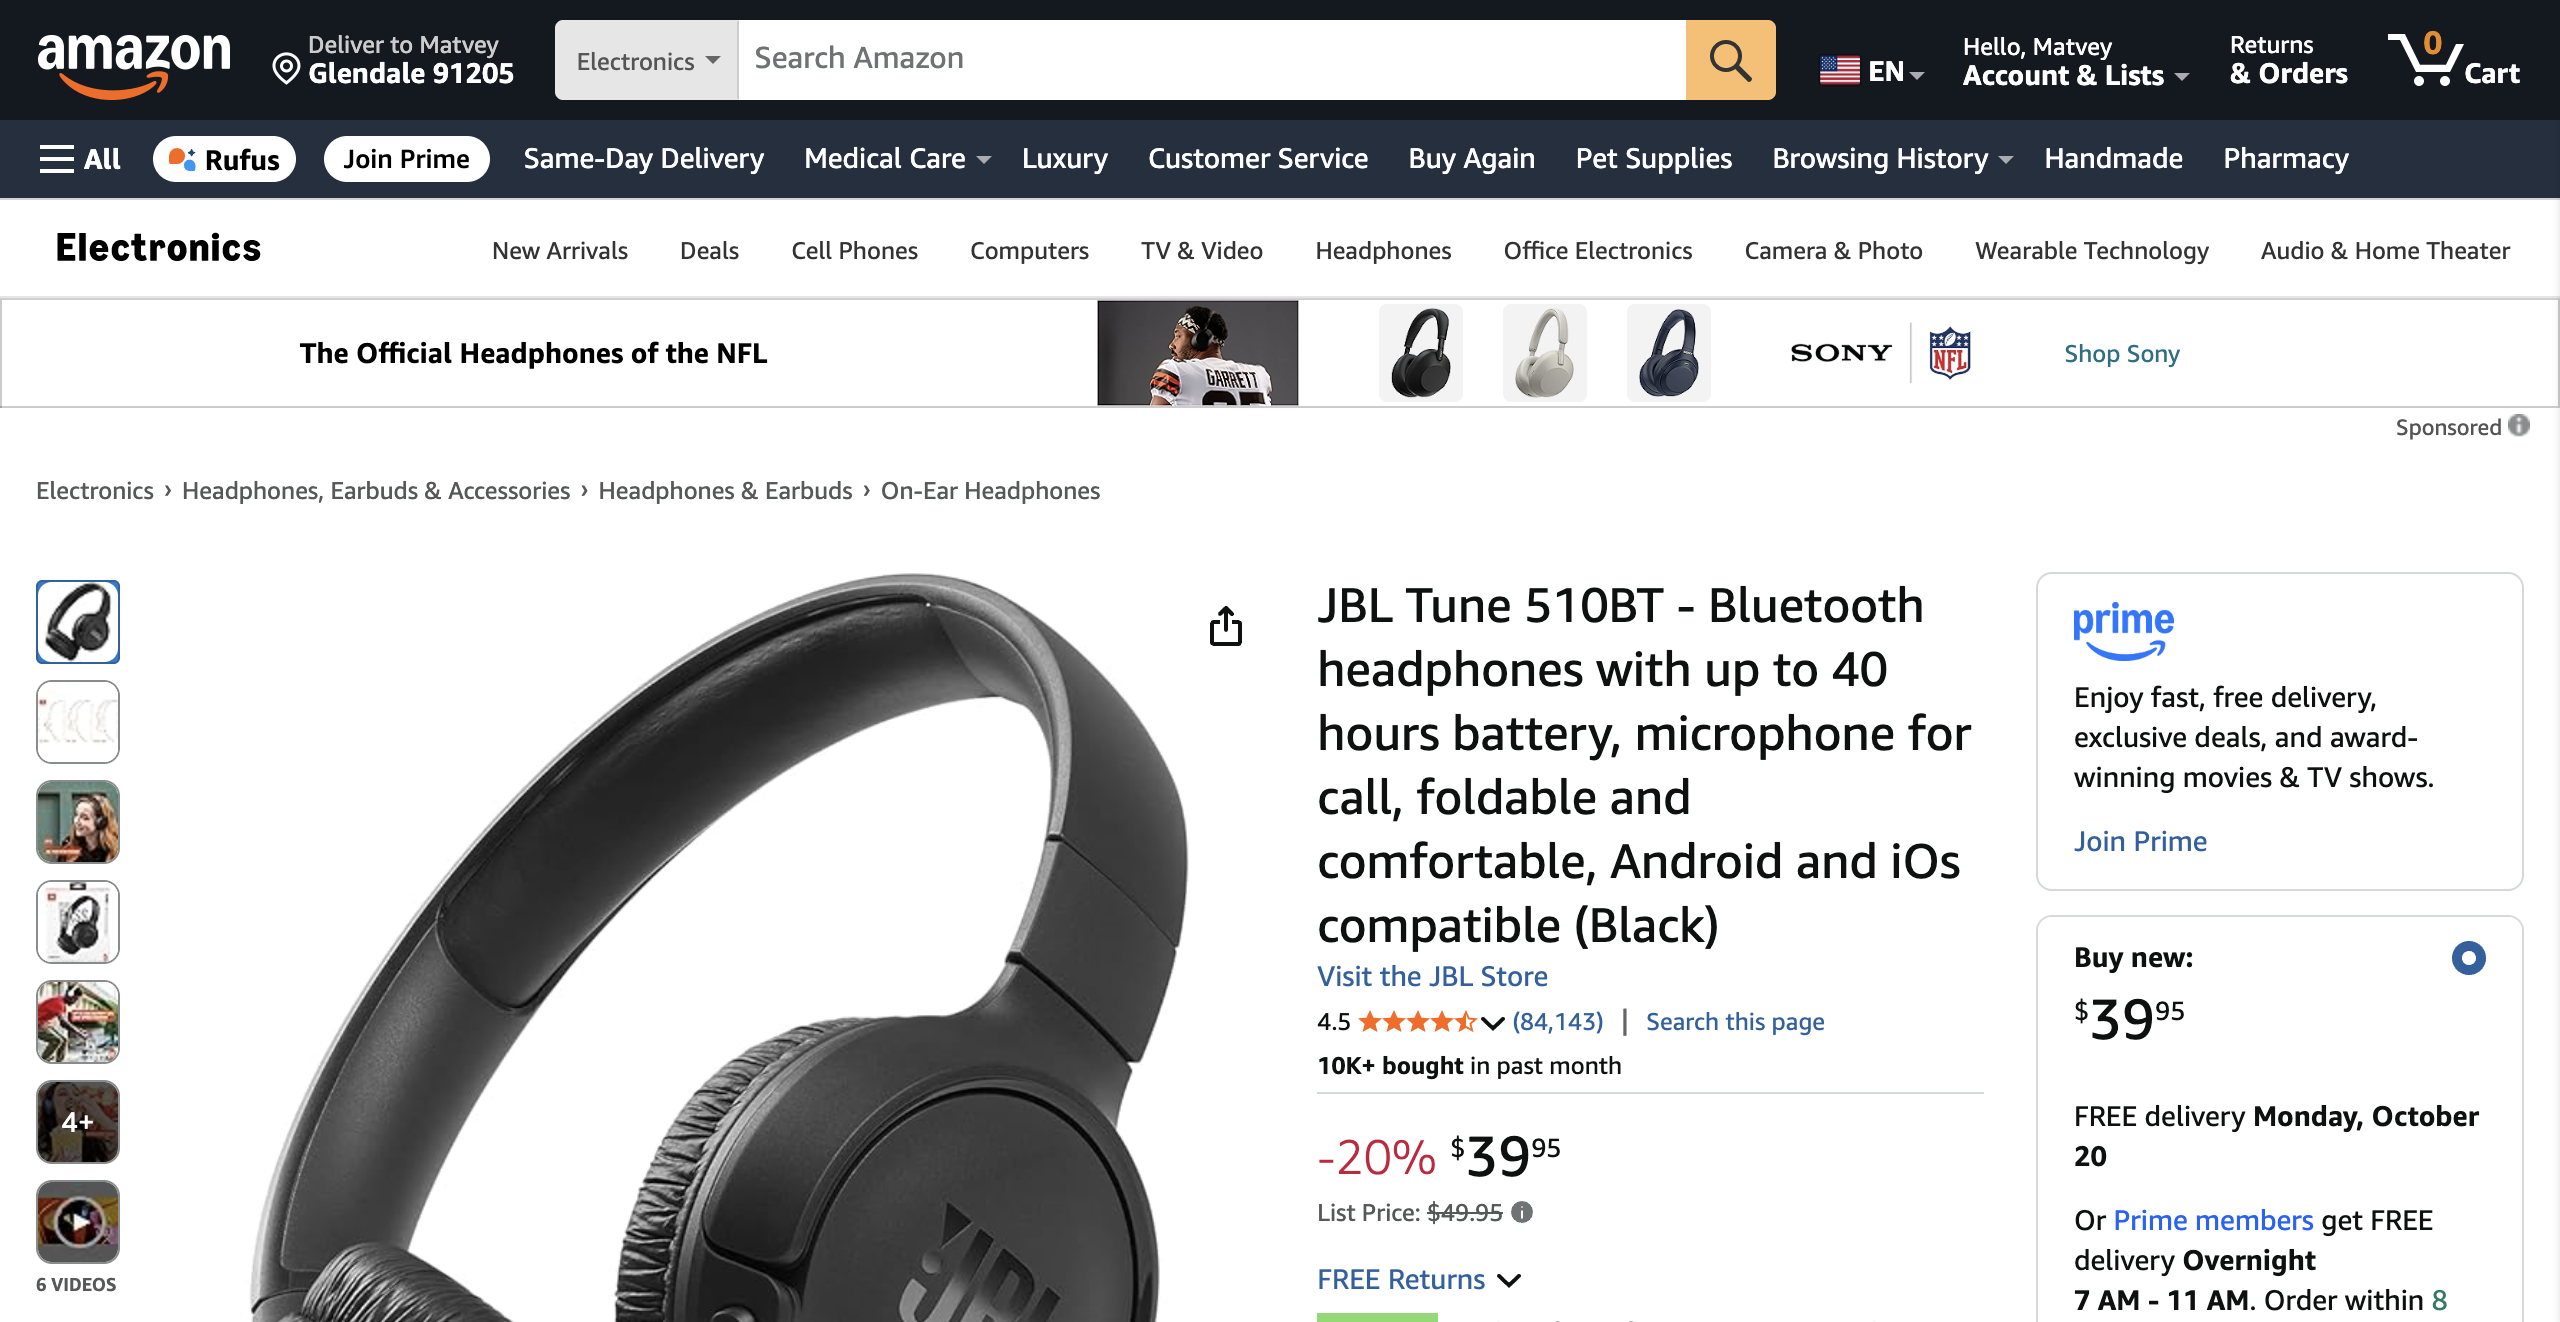 amazon
Deliver to Matvey
Glendale 91205
Electronics
Search Amazon
EN
Hello, Matvey
Account & Lists
Returns
& Orders
0
Cart
All
Rufus
Join Prime
Same-Day Delivery
Medical Care
Luxury
Customer Service
Buy Again
Pet Supplies
Browsing History
Handmade
Pharmacy
Electronics
New Arrivals
Deals
Cell Phones
Computers
TV & Video
Headphones
Office Electronics
Camera & Photo
Wearable Technology
Audio & Home Theater
The Official Headphones of the NFL
GARRETT
SONY
NFL
Shop Sony
Sponsored
Electronics › Headphones, Earbuds & Accessories › Headphones & Earbuds › On-Ear Headphones
4+
6 VIDEOS
JBL
JBL Tune 510BT - Bluetooth
headphones with up to 40
hours battery, microphone for
call, foldable and
comfortable, Android and iOs
compatible (Black)
Visit the JBL Store
4.5 (84,143) | Search this page
10K+ bought in past month
-20% $39.95
List Price: $49.95
FREE Returns
prime
Enjoy fast, free delivery,
exclusive deals, and award-
winning movies & TV shows.
Join Prime
Buy new:
$39.95
FREE delivery Monday, October
20
Or Prime members get FREE
delivery Overnight
7 AM - 11 AM. Order within 8